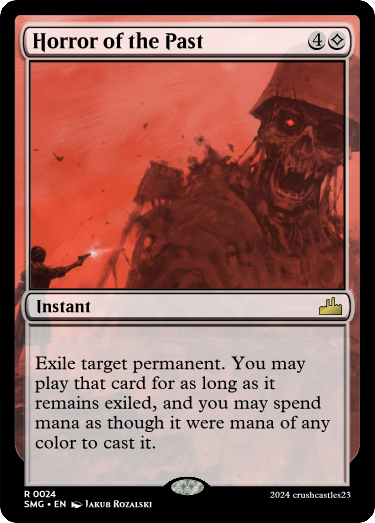 Horror of the Past 4
Instant
Exile target permanent. You may
play that card for as long as it
remains exiled, and you may spend
mana as though it were mana of any
color to cast it.
R 0024
SMG • EN Jakub Rozalski
2024 crushcastles23